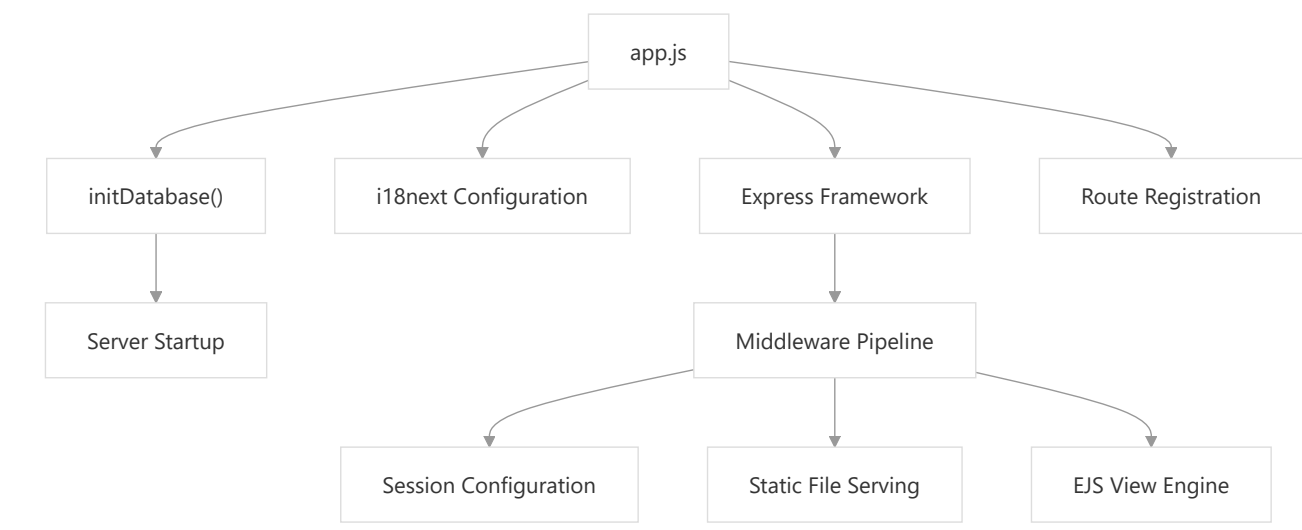 app.js
initDatabase()
i18next Configuration
Express Framework
Route Registration
Server Startup
Middleware Pipeline
Session Configuration
Static File Serving
EJS View Engine